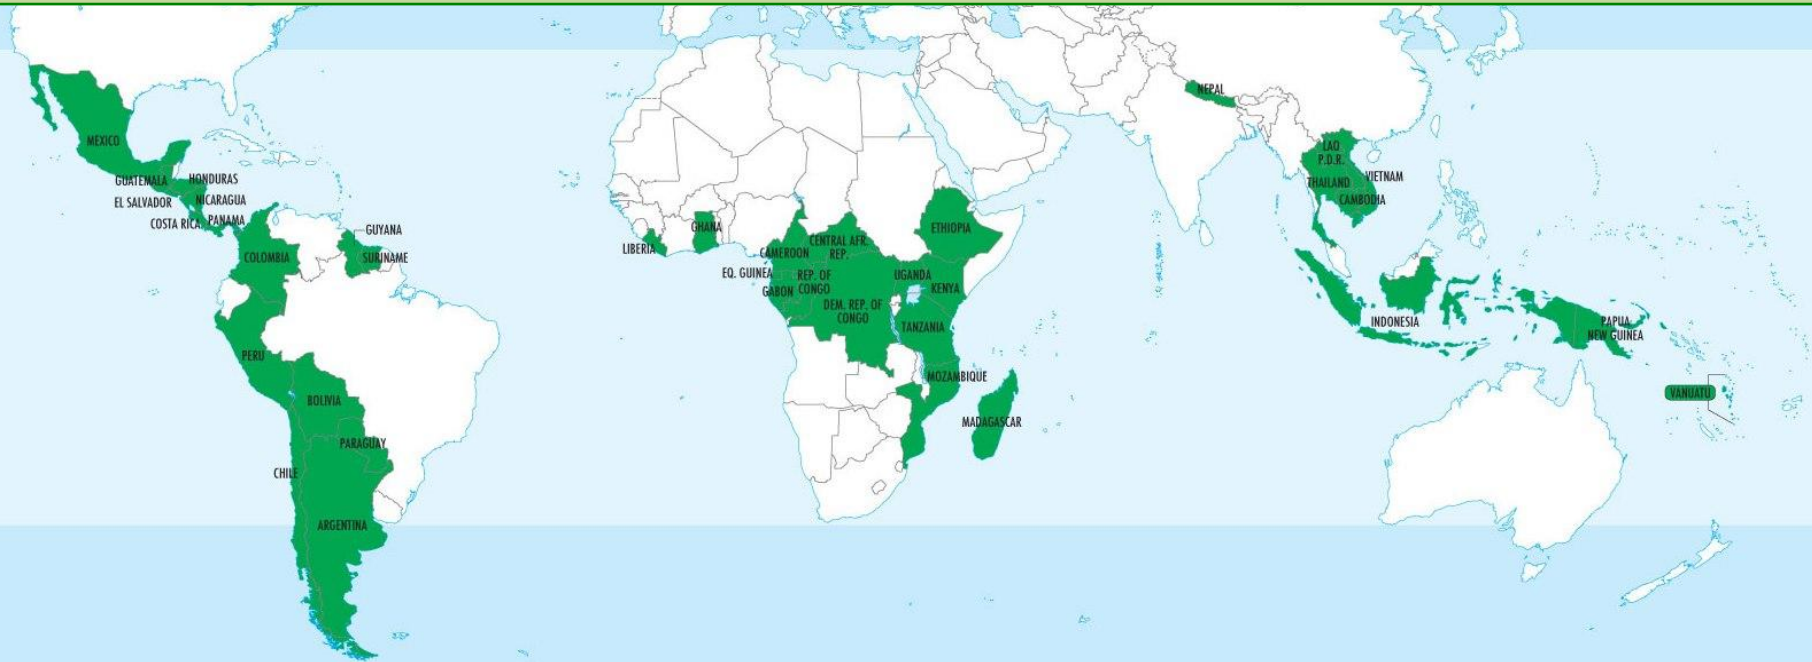 MEXICO
GUATEMALA
HONDURAS
EL SALVADOR
NICARAGUA
COSTA RICA
PANAMA
COLOMBIA
GUYANA
SURINAME
PERU
BOLIVIA
PARAGUAY
CHILE
ARGENTINA
LIBERIA
GHANA
CAMEROON
CENTRAL AFR.
REP.
EQ. GUINEA
GABON
REP. OF
CONGO
DEM. REP. OF
CONGO
ETHIOPIA
UGANDA
KENYA
TANZANIA
MOZAMBIQUE
MADAGASCAR
NEPAL
LAO
P.D.R.
THAILAND
VIETNAM
CAMBODIA
INDONESIA
PAPUA
NEW GUINEA
VANUATU